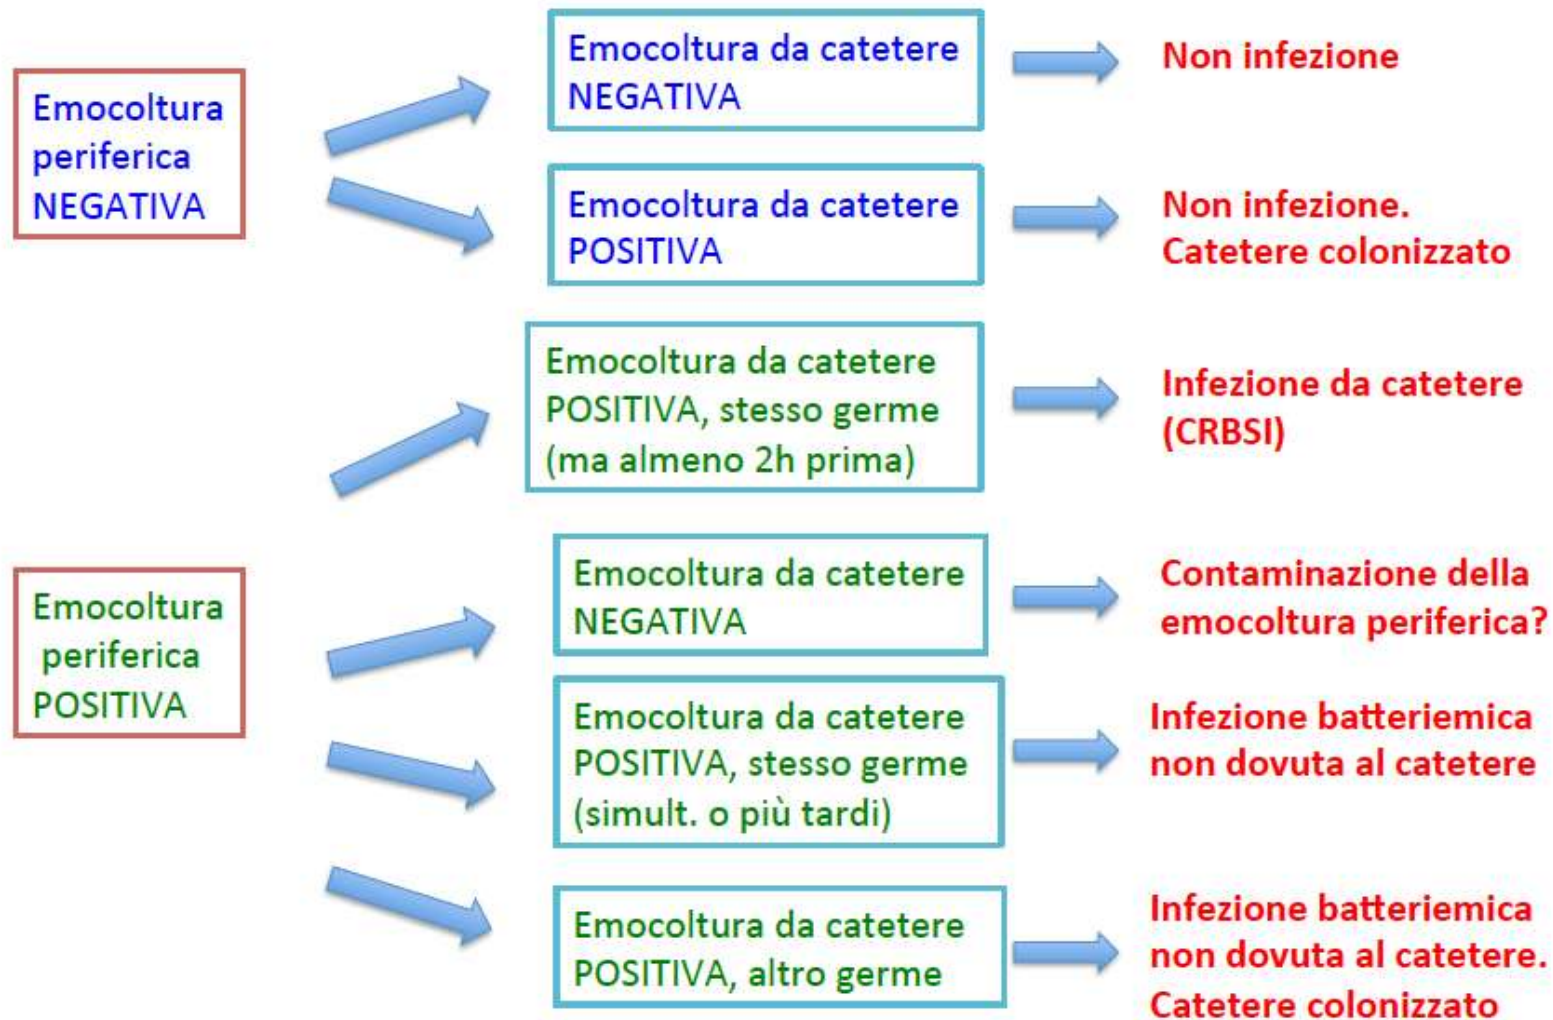 Emocoltura
periferica
NEGATIVA
Emocoltura da catetere
NEGATIVA
Non infezione
Emocoltura da catetere
POSITIVA
Non infezione.
Catetere colonizzato
Emocoltura
periferica
POSITIVA
Emocoltura da catetere
POSITIVA, stesso germe
(ma almeno 2h prima)
Infezione da catetere
(CRBSI)
Emocoltura da catetere
NEGATIVA
Contaminazione della
emocoltura periferica?
Emocoltura da catetere
POSITIVA, stesso germe
(simult. o più tardi)
Infezione batteriemica
non dovuta al catetere
Emocoltura da catetere
POSITIVA, altro germe
Infezione batteriemica
non dovuta al catetere.
Catetere colonizzato